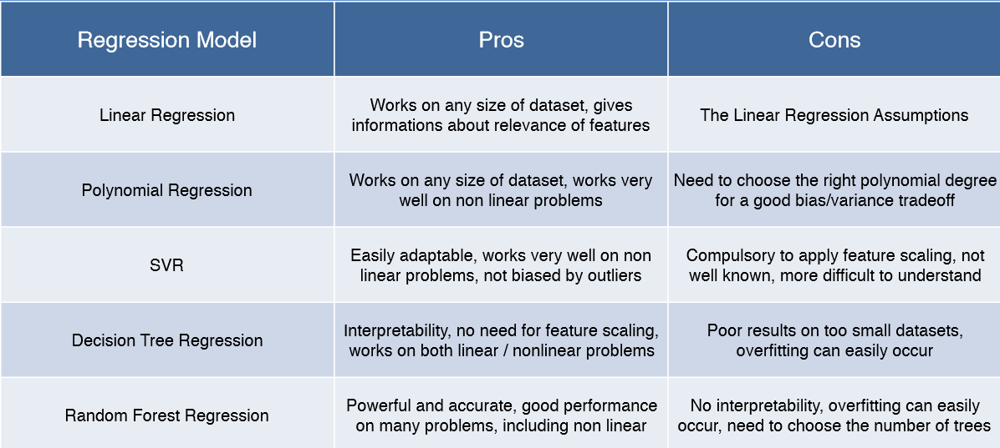 Regression Model
Pros
Cons
Linear Regression
Works on any size of dataset, gives
informations about relevance of features
The Linear Regression Assumptions
Polynomial Regression
Works on any size of dataset, works very
well on non linear problems
Need to choose the right polynomial degree
for a good bias/variance tradeoff
SVR
Easily adaptable, works very well on non
linear problems, not biased by outliers
Compulsory to apply feature scaling, not
well known, more difficult to understand
Decision Tree Regression
Interpretability, no need for feature scaling,
works on both linear / nonlinear problems
Poor results on too small datasets,
overfitting can easily occur
Random Forest Regression
Powerful and accurate, good performance
on many problems, including non linear
No interpretability, overfitting can easily
occur, need to choose the number of trees